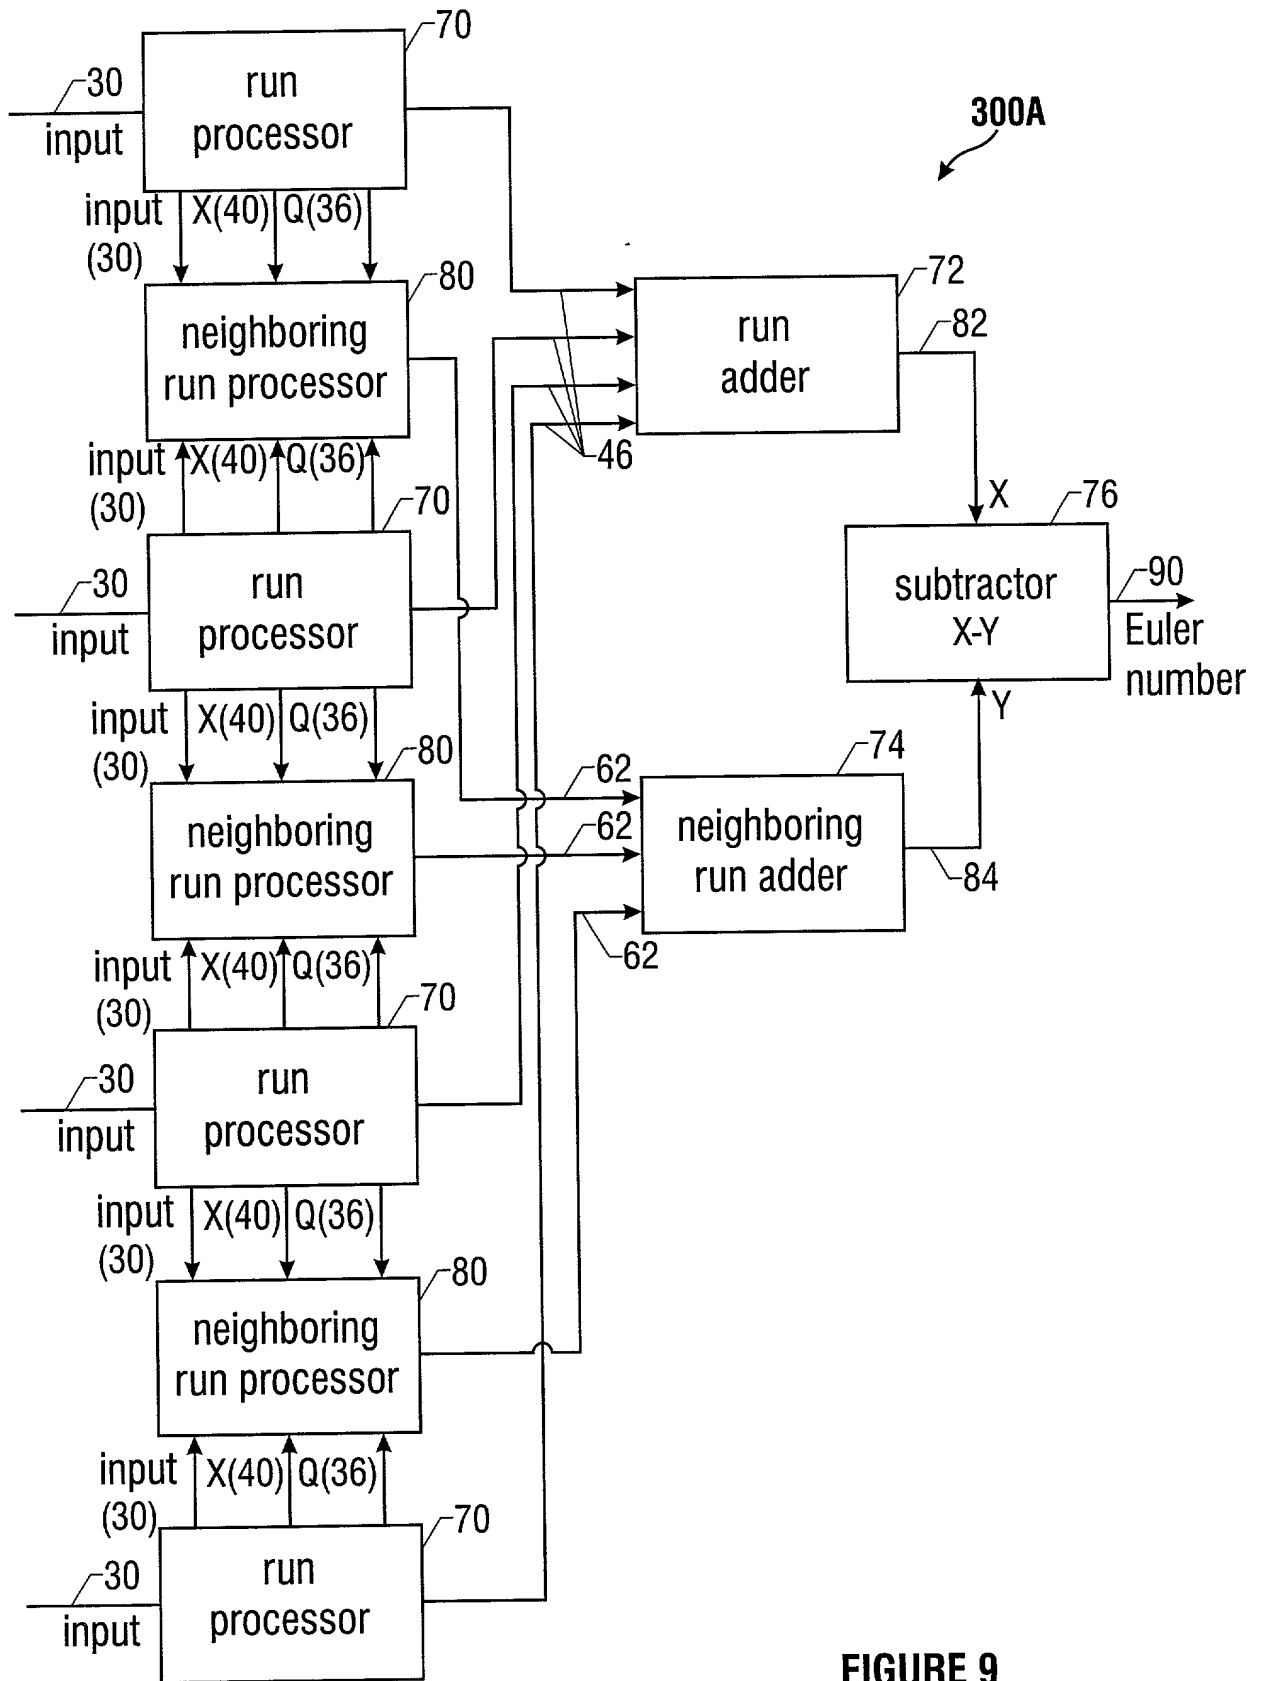 70
30
run
processor
input
300A
input
(30)
X(40)
Q(36)
80
neighboring
run processor
72
run
adder
82
input
(30)
X(40)
Q(36)
46
70
30
run
processor
input
X
76
subtractor
X-Y
90
Euler
number
Y
input
(30)
X(40)
Q(36)
80
neighboring
run processor
62
62
62
74
neighboring
run adder
84
input
(30)
X(40)
Q(36)
70
30
run
processor
input
input
(30)
X(40)
Q(36)
80
neighboring
run processor
input
(30)
X(40)
Q(36)
70
30
run
processor
input
FIGURE 9